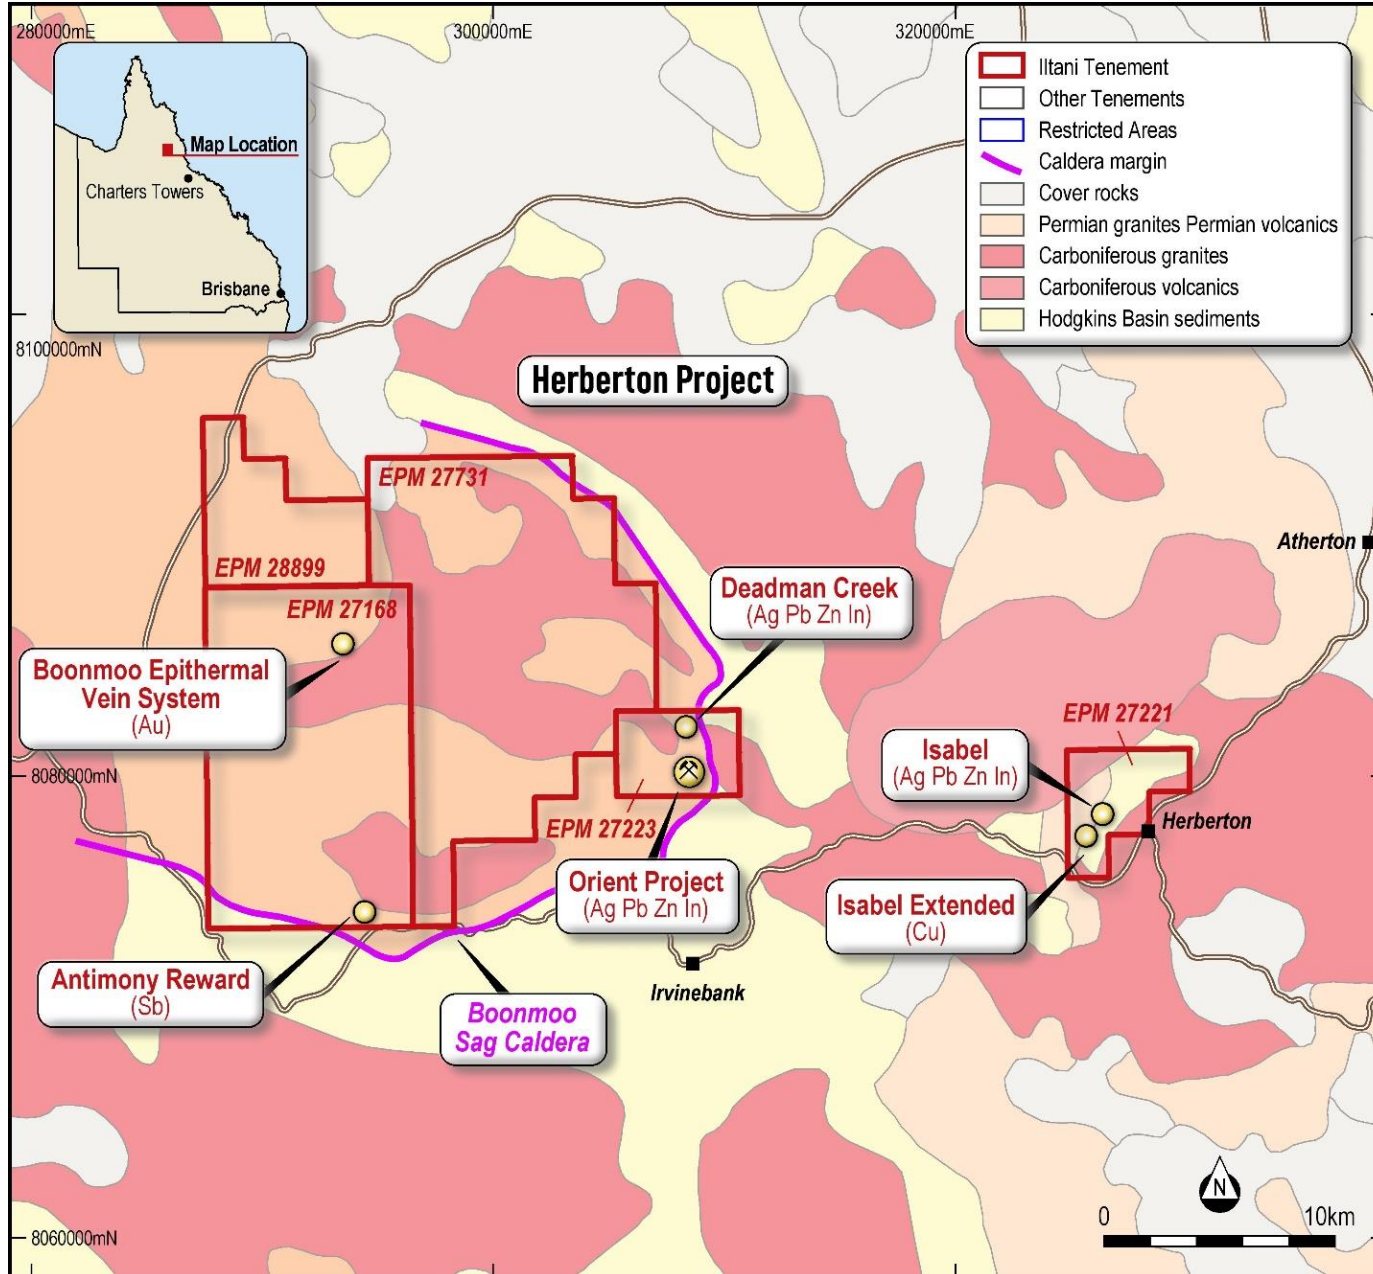 280000mE
300000mE
320000mE
Map Location
Charters Towers
Brisbane
Iltani Tenement
Other Tenements
Restricted Areas
Caldera margin
Cover rocks
Permian granites Permian volcanics
Carboniferous granites
Carboniferous volcanics
Hodgkins Basin sediments
8100000mN
Herberton Project
EPM 27731
Atherton
EPM 28899
EPM 27168
Deadman Creek
(Ag Pb Zn In)
Boonmoo Epithermal
Vein System
(Au)
EPM 27221
Isabel
(Ag Pb Zn In)
8080000mN
EPM 27223
Herberton
Orient Project
(Ag Pb Zn In)
Isabel Extended
(Cu)
Antimony Reward
(Sb)
Irvinebank
Boonmoo
Sag Caldera
N
0
10km
8060000mN